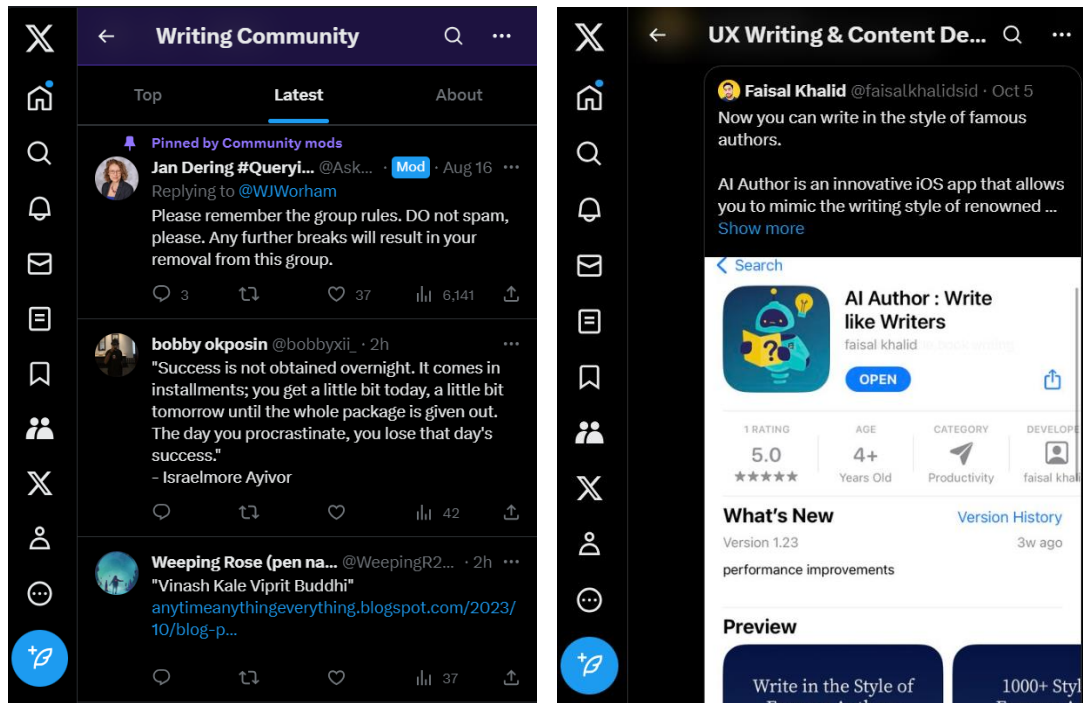 Writing Community
Top Latest About
Pinned by Community mods
Jan Dering #Queryi... @Ask... · Mod · Aug 16
Replying to @WJWorham
Please remember the group rules. DO not spam,
please. Any further breaks will result in your
removal from this group.
3 37 6,141
bobby okposin @bobbyxii_ · 2h
"Success is not obtained overnight. It comes in
installments; you get a little bit today, a little bit
tomorrow until the whole package is given out.
The day you procrastinate, you lose that day's
success."
- Israelmore Ayivor
42
Weeping Rose (pen na... @WeepingR2... · 2h
"Vinash Kale Viprit Buddhi"
anytimeanythingeverything.blogspot.com/2023/
10/blog-p...
37
UX Writing & Content De...
Faisal Khalid @faisalkhalidsid · Oct 5
Now you can write in the style of famous
authors.
AI Author is an innovative iOS app that allows
you to mimic the writing style of renowned ...
Show more
Search
AI Author : Write
like Writers
faisal khalid
OPEN
1 RATING AGE CATEGORY DEVELOPE
5.0 4+
Years Old Productivity faisal khali
What's New Version History
Version 1.23 3w ago
performance improvements
Preview
Write in the Style of 1000+ Styl